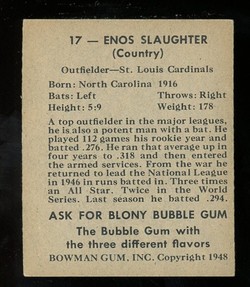 17 — ENOS SLAUGHTER
(Country)
Outfielder—St. Louis Cardinals
Born: North Carolina 1916
Bats: Left Throws: Right
Height: 5:9 Weight: 178
A top outfielder in the major leagues,
he is also a potent man with a bat. He
played 112 games his rookie year and
batted .276. He ran that average up in
four years to .318 and then entered
the armed services. From the war he
returned to lead the National League
in 1946 in runs batted in. Three times
an All Star. Twice in the World
Series. Last season he batted .294.
ASK FOR BLONY BUBBLE GUM
The Bubble Gum with
the three different flavors
BOWMAN GUM, INC. Copyright 1948